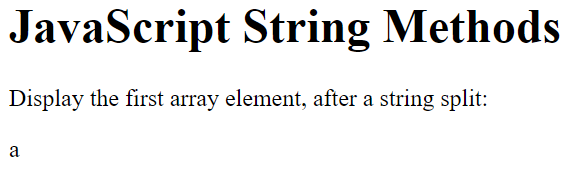 JavaScript String Methods
Display the first array element, after a string split:
a